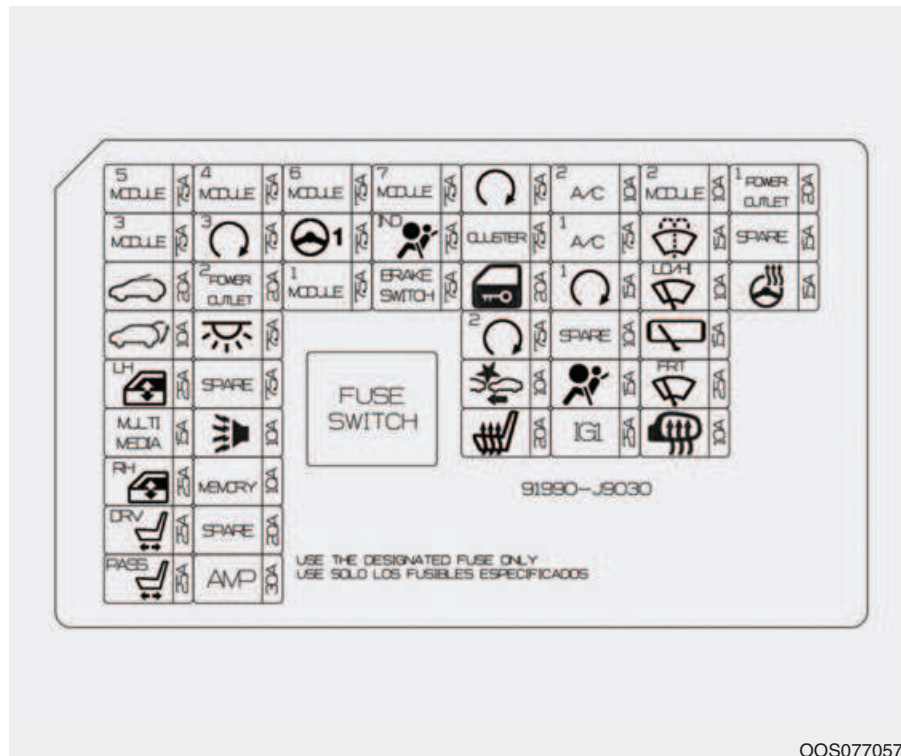 5 MODULE 7.5A 4 MODULE 7.5A 6 MODULE 7.5A 7 MODULE 7.5A 7.5A 2 A/C 10A 2 MODULE 10A 1 POWER OUTLET 20A
3 MODULE 7.5A 3 7.5A 1 7.5A IND 7.5A CLUSTER 7.5A 1 A/C 7.5A 15A SPARE 15A
20A 2 POWER OUTLET 20A 1 MODULE 7.5A BRAKE SWITCH 7.5A 20A 1 15A LO/HI 10A 15A
10A 7.5A 2 7.5A SPARE 10A 15A
LH 25A SPARE 7.5A 10A 15A FRT 25A
MULTI MEDIA 15A 10A FUSE SWITCH 20A IG1 25A 10A
RH 25A MEMORY 10A 91990-J9030
DRV 25A SPARE 20A
PASS 25A AMP 30A
USE THE DESIGNATED FUSE ONLY
USE SOLO LOS FUSIBLES ESPECIFICADOS
OOS077057